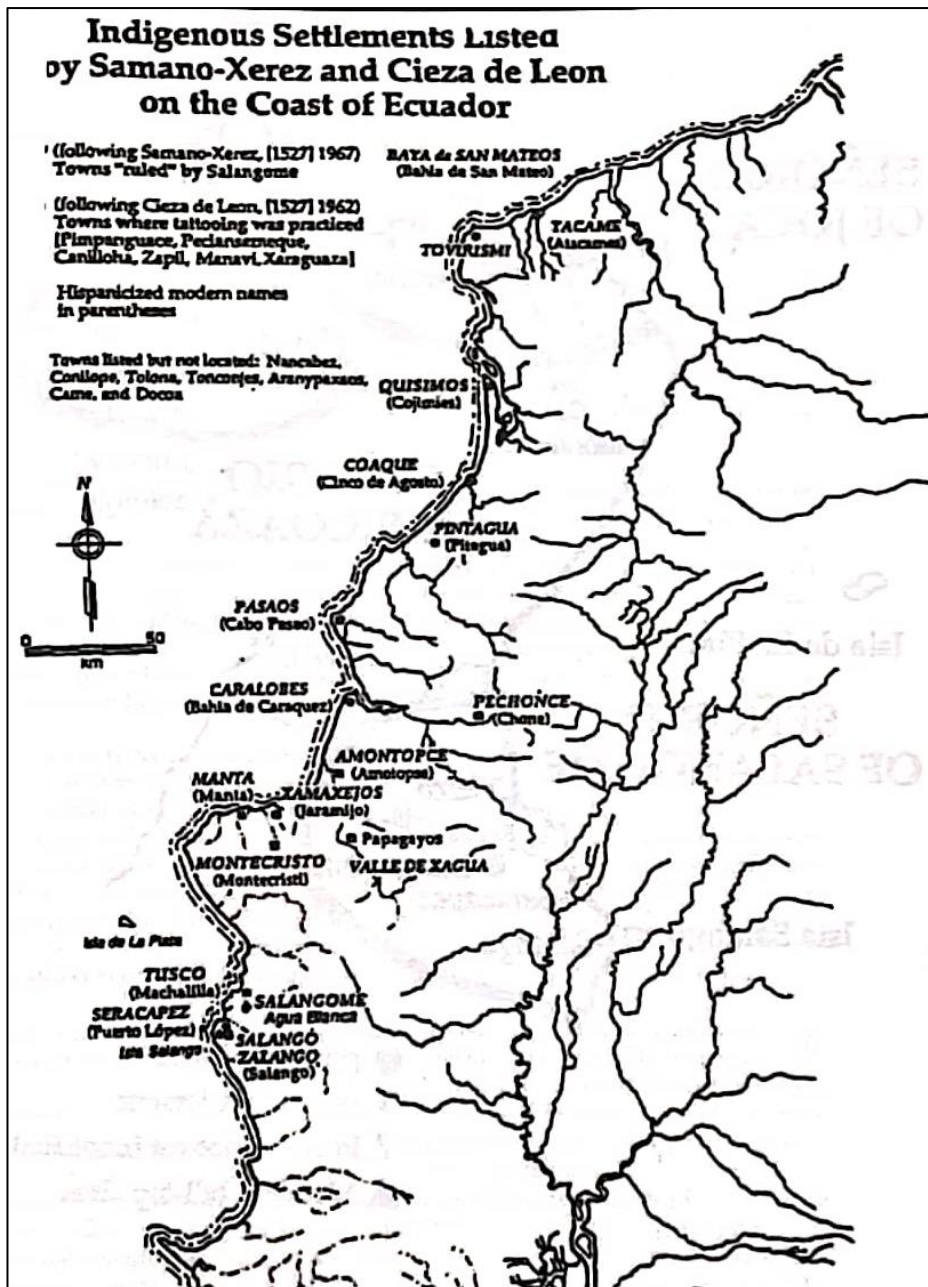 Indigenous Settlements Listed
by Samano-Xerez and Cieza de Leon
on the Coast of Ecuador
(following Samano-Xerez, [1527] 1967)
Towns "ruled" by Salangome
(following Cieza de Leon, [1527] 1962)
Towns where tattooing was practiced
[Pimpanguace, Peclansemeque,
Caniloha, Zapil, Manavi, Xaraguaza]
Hispanicized modern names
in parentheses
Towns listed but not located: Nancabez,
Conilope, Tolona, Tonconjes, Aranypaxaos,
Came, and Docoa
BAYA de SAN MATEOS
(Bahia de San Mateo)
TACAME
(Atacames)
TOVIRISMI
QUISIMOS
(Cojimies)
COAQUE
(Cinco de Agosto)
PINTAGUA
(Pitagua)
N
0 50
km
PASAOS
(Cabo Pasao)
CARALOBES
(Bahia de Caraquez)
PECHONCE
(Chone)
AMONTOPCE
(Amotopse)
MANTA
(Manta)
XAMAXEJOS
(Jaramijo)
Papagayos
MONTECRISTO
(Montecristi)
VALLE DE XAGUA
Isla de La Plata
TUSCO
(Machalilla)
SALANGOME
Agua Blanca
SERACAPEZ
(Puerto López)
Isla Salango
SALANGÓ
ZALANGO
(Salango)